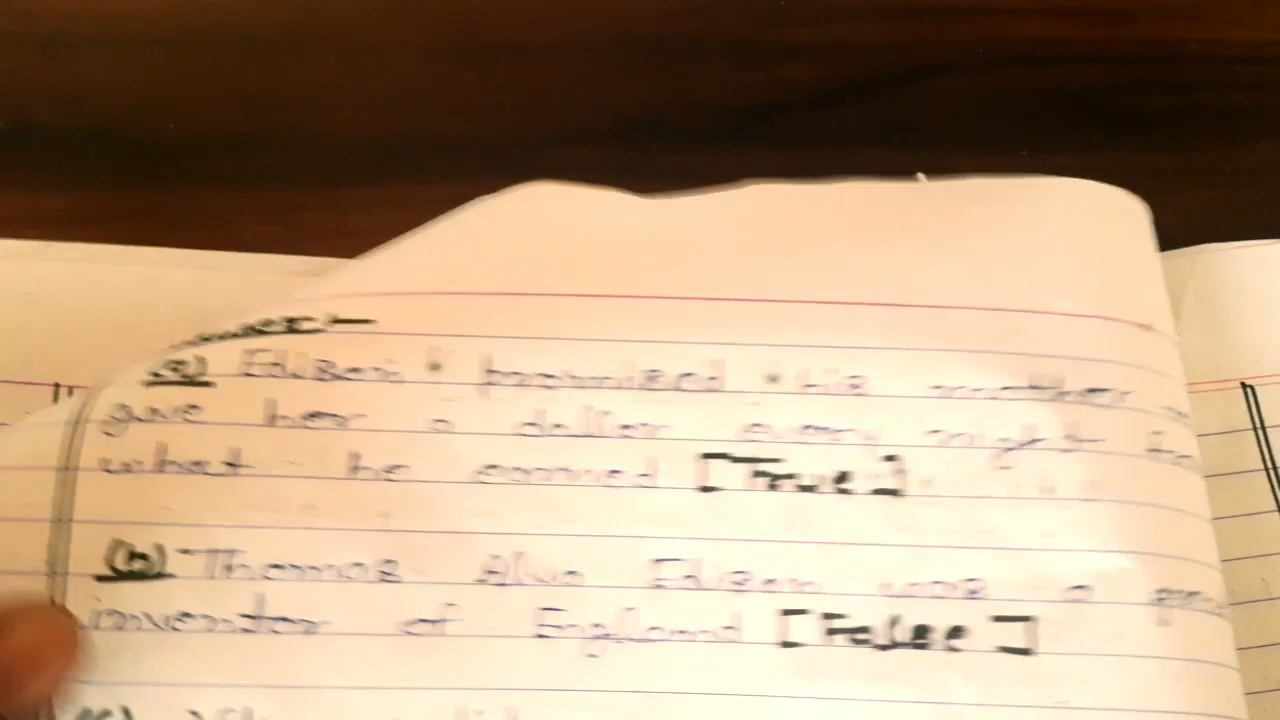 (a) Edison promised his mother
give her a doller every night
what he earned [True]
(b) Thomas Alva Edison was a
inventor of England [False]